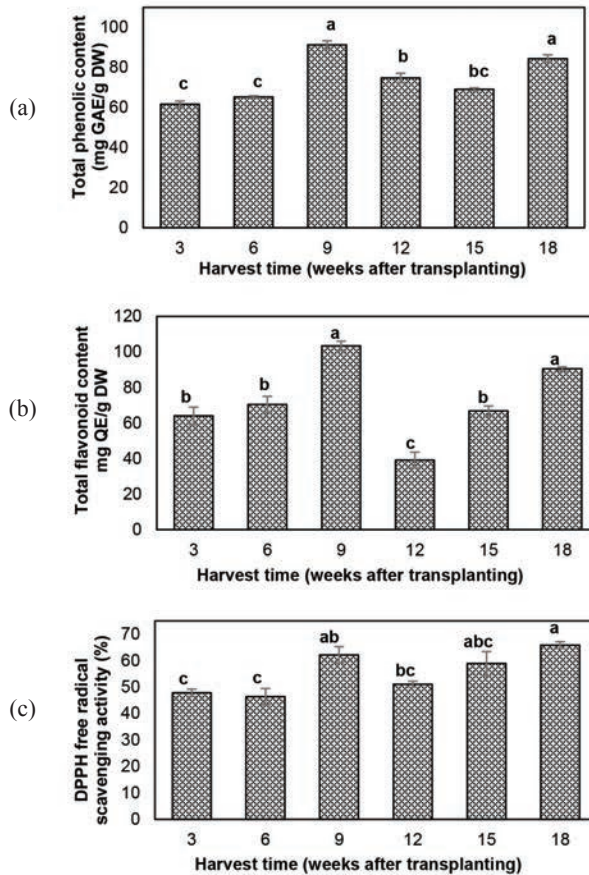 (a)
Total phenolic content
(mg GAE/g DW)
100
80
60
40
20
0
c c a b bc a
3 6 9 12 15 18
Harvest time (weeks after transplanting)
(b)
Total flavonoid content
mg QE/g DW
120
100
80
60
40
20
0
b b a c b a
3 6 9 12 15 18
Harvest time (weeks after transplanting)
(c)
DPPH free radical
scavenging activity (%)
70
60
50
40
30
20
10
0
c c ab bc abc a
3 6 9 12 15 18
Harvest time (weeks after transplanting)